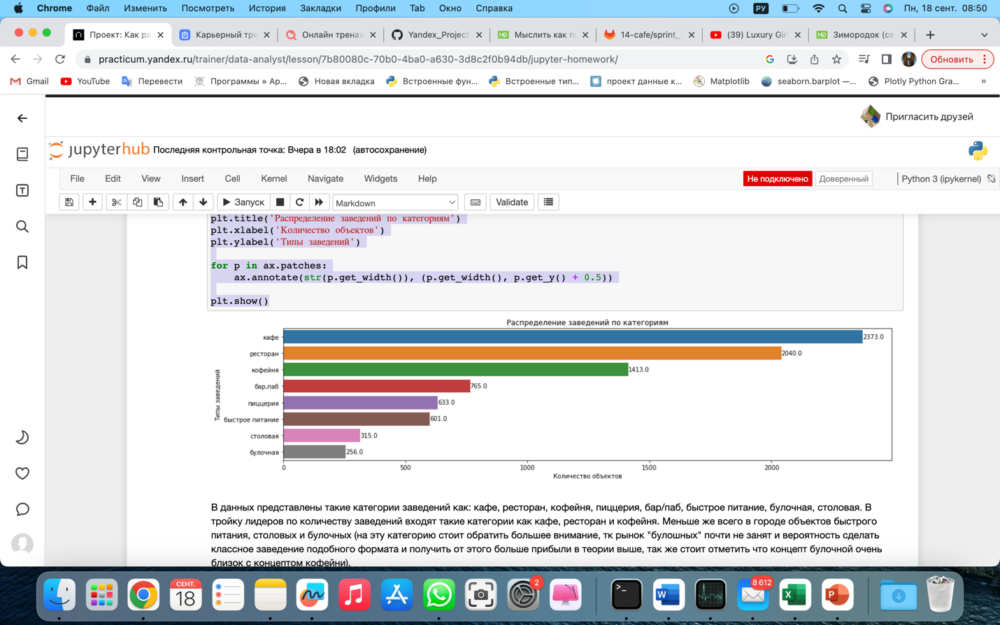 Chrome Файл Изменить Посмотреть История Закладки Профили Tab Окно Справка РУ Пн, 18 сент. 08:50
Проект: Как ра Карьерный тре Онлайн трена Yandex_Project Мыслить как п 14-cafe/sprint_ (39) Luxury Gir Зимородок (се
practicum.yandex.ru/trainer/data-analyst/lesson/7b80080c-70b0-4ba0-a630-3d8c2f0b94db/jupyter-homework/ Обновить
Gmail YouTube Перевести Программы » Ар... Новая вкладка Встроенные фун... Встроенные тип... проект данные к... Matplotlib seaborn.barplot —... Plotly Python Gra... »
Пригласить друзей
jupyterhub Последняя контрольная точка: Вчера в 18:02 (автосохранение)
File Edit View Insert Cell Kernel Navigate Widgets Help Не подключено Доверенный Python 3 (ipykernel)
Запуск Markdown Validate
plt.title('Распределение заведений по категориям')
plt.xlabel('Количество объектов')
plt.ylabel('Типы заведений')
for p in ax.patches:
ax.annotate(str(p.get_width()), (p.get_width(), p.get_y() + 0.5))
plt.show()
Распределение заведений по категориям
Типы заведений
кафе 2373.0
ресторан 2040.0
кофейня 1413.0
бар,паб 765.0
пиццерия 633.0
быстрое питание 601.0
столовая 315.0
булочная 256.0
0 500 1000 1500 2000
Количество объектов
В данных представлены такие категории заведений как: кафе, ресторан, кофейня, пиццерия, бар/паб, быстрое питание, булочная, столовая. В
тройку лидеров по количеству заведений входят такие категории как кафе, ресторан и кофейня. Меньше же всего в городе объектов быстрого
питания, столовых и булочных (на эту категорию стоит обратить большее внимание, тк рынок "булошных" почти не занят и вероятность сделать
классное заведение подобного формата и получить от этого больше прибыли в теории выше, так же стоит отметить что концепт булочной очень
близок с концептом кофейни).
СЕНТ.
18
2
8 612